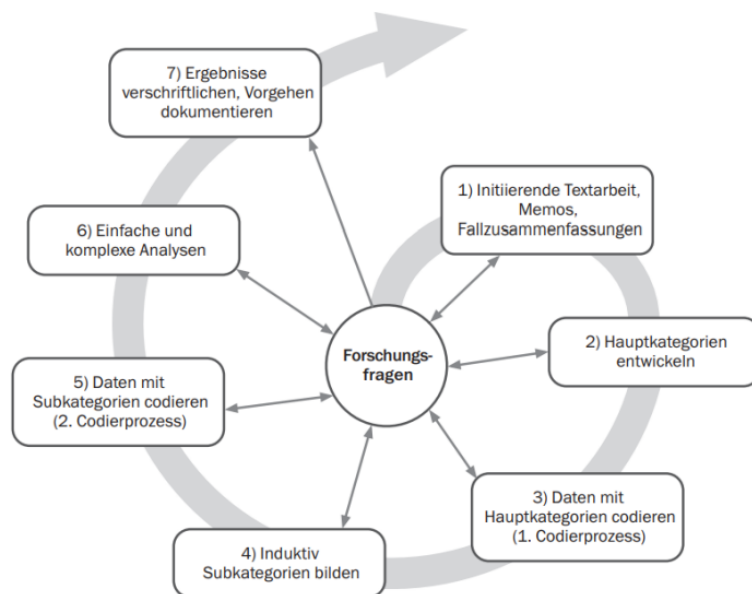 7) Ergebnisse
verschriftlichen, Vorgehen
dokumentieren
1) Initiierende Textarbeit,
Memos,
Fallzusammenfassungen
6) Einfache und
komplexe Analysen
Forschungs-
fragen
2) Hauptkategorien
entwickeln
5) Daten mit
Subkategorien codieren
(2. Codierprozess)
3) Daten mit
Hauptkategorien codieren
(1. Codierprozess)
4) Induktiv
Subkategorien bilden